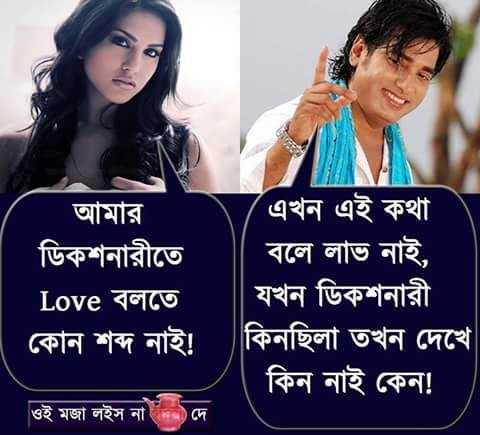 আমার
ডিকশনারীতে
Love বলতে
কোন শব্দ নাই!
এখন এই কথা
বলে লাভ নাই,
যখন ডিকশনারী
কিনছিলা তখন দেখে
কিন নাই কেন!
ওই মজা লইস না দে